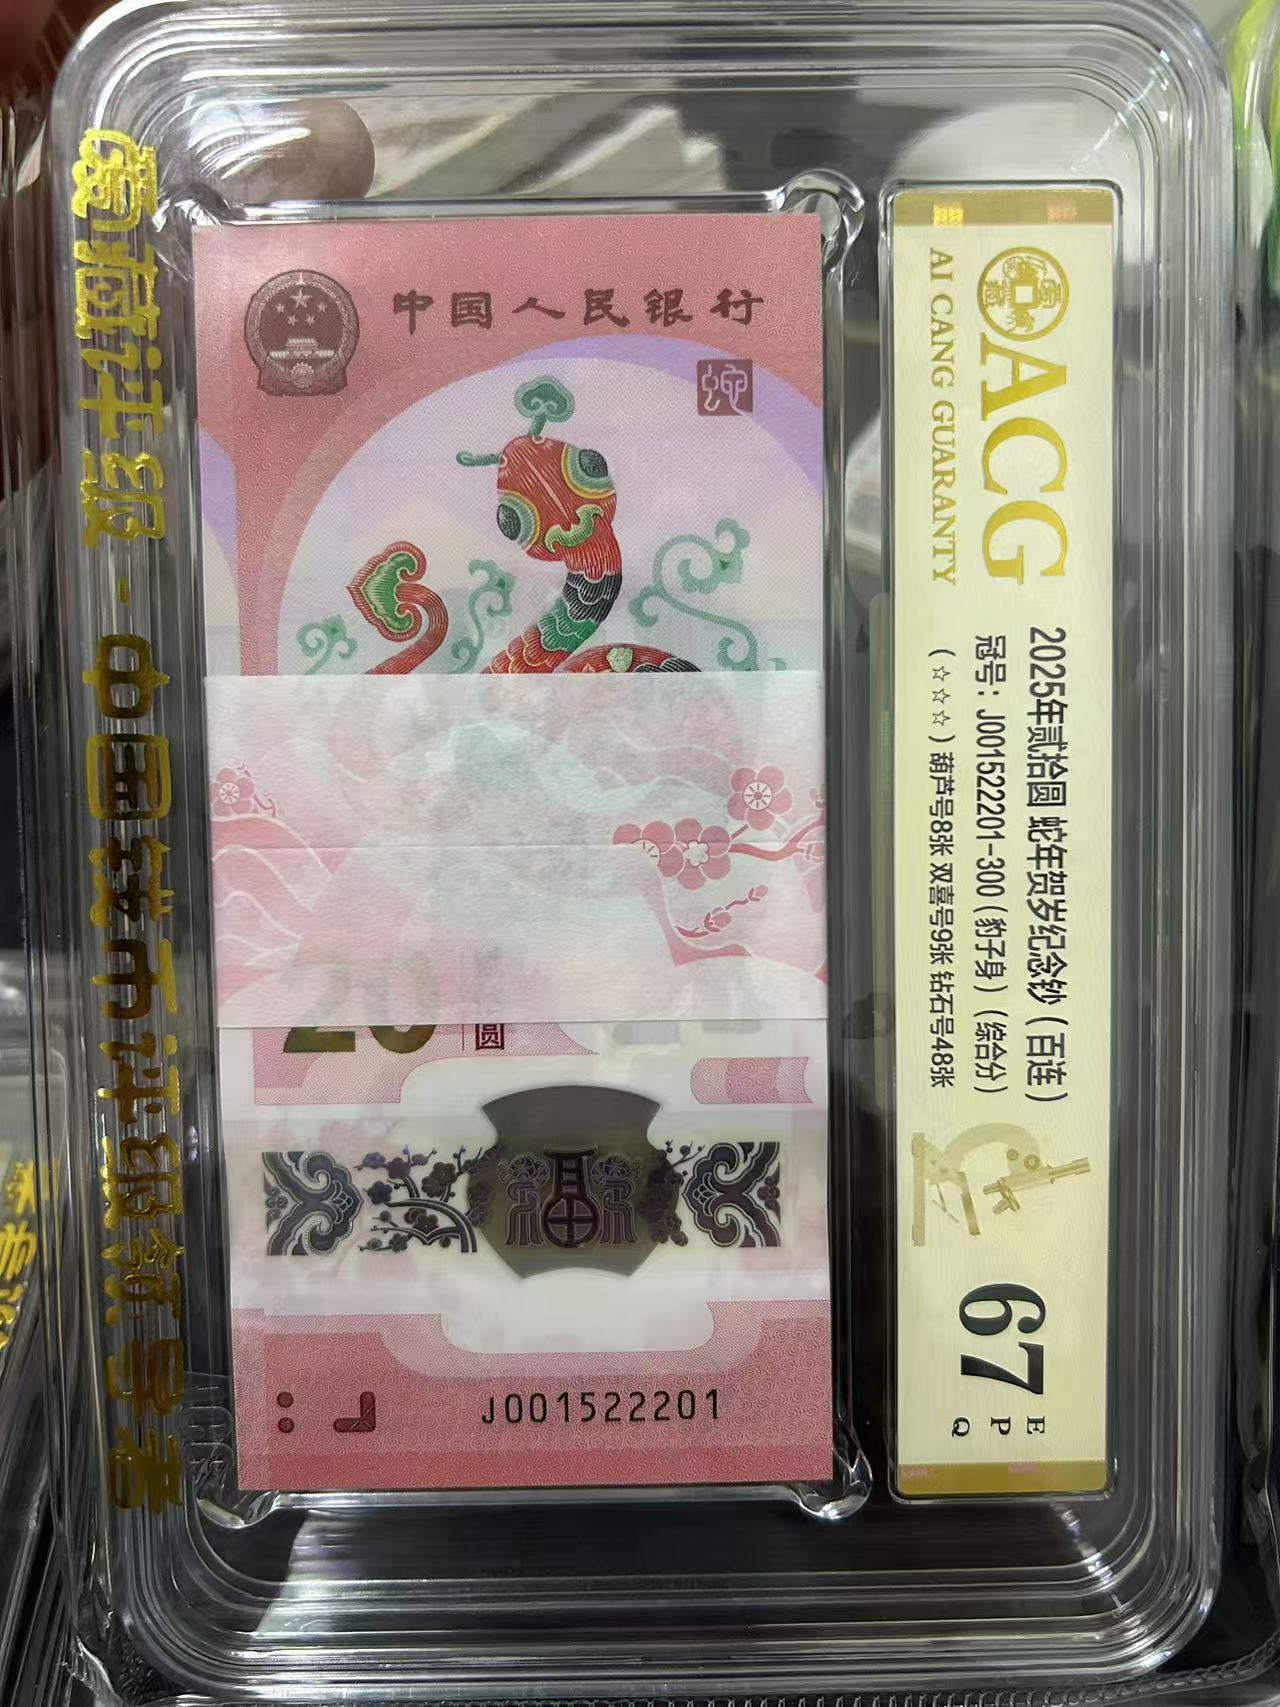 愛藏评级 - 中国钱币评级领导者
中国人民银行
蛇
20
圆
J001522201
ACG
AI CANG GUARANTY
2025年贰拾圆 蛇年贺岁纪念钞（百连）
冠号：J001522201-300（豹子身）（综合分）
（☆☆☆）葫芦号8张 双喜号9张 钻石号48张
67
E
P
Q